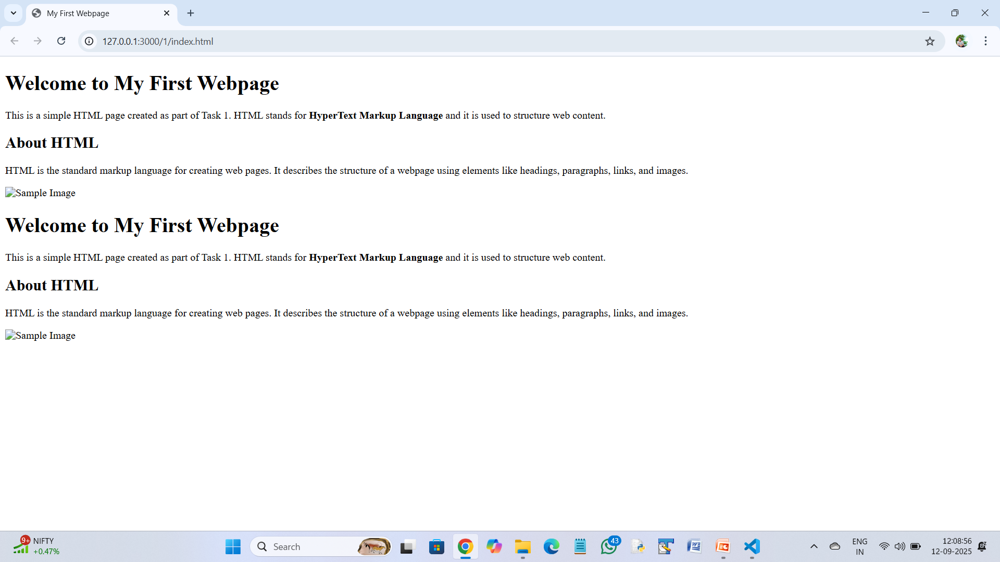 My First Webpage
127.0.0.1:3000/1/index.html
Welcome to My First Webpage
This is a simple HTML page created as part of Task 1. HTML stands for HyperText Markup Language and it is used to structure web content.
About HTML
HTML is the standard markup language for creating web pages. It describes the structure of a webpage using elements like headings, paragraphs, links, and images.
Sample Image
Welcome to My First Webpage
This is a simple HTML page created as part of Task 1. HTML stands for HyperText Markup Language and it is used to structure web content.
About HTML
HTML is the standard markup language for creating web pages. It describes the structure of a webpage using elements like headings, paragraphs, links, and images.
Sample Image
9+ NIFTY
+0.47%
Search
43
ENG
IN
12:08:56
12-09-2025